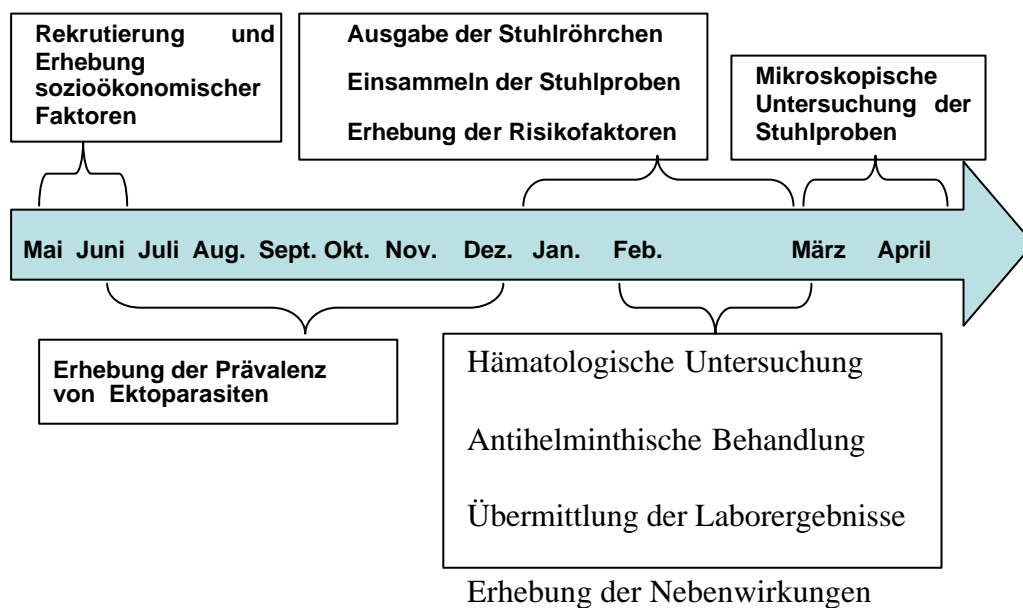 Rekrutierung und
Erhebung
sozioökonomischer
Faktoren
Ausgabe der Stuhlröhrchen
Einsammeln der Stuhlproben
Erhebung der Risikofaktoren
Mikroskopische
Untersuchung der
Stuhlproben
Mai Juni Juli Aug. Sept. Okt. Nov. Dez. Jan. Feb. März April
Erhebung der Prävalenz
von Ektoparasiten
Hämatologische Untersuchung
Antihelminthische Behandlung
Übermittlung der Laborergebnisse
Erhebung der Nebenwirkungen